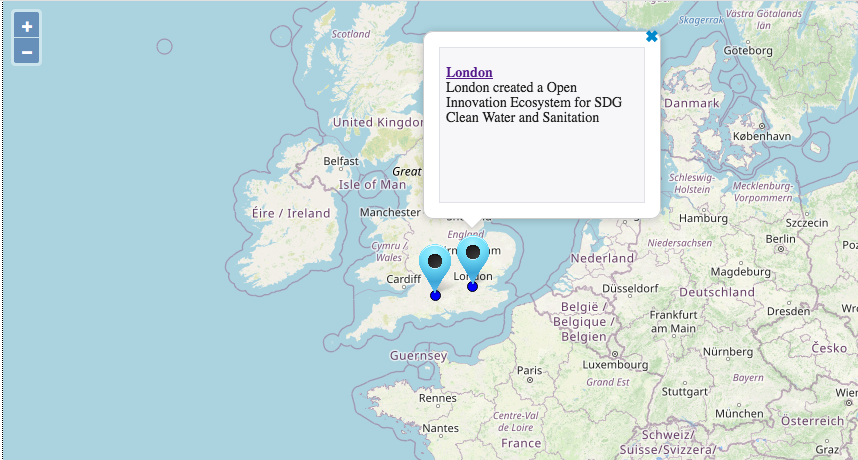 +
−
Scotland
Skagerrak
Västra Götalands
län
Göteborg
London
London created a Open
Innovation Ecosystem for SDG
Clean Water and Sanitation
Danmark
København
United Kingdo
Belfast
Great
Isle of Man
Schleswig-
Holstein
Mecklenburg-
Vorpommern
Éire / Ireland
Manchester
Hamburg
Szczecin
England
Berlin
Niedersachsen
Cymru /
Wales
Nederland
Cardiff
London
Magdeburg
Düsseldorf
Deutschland
België /
Belgique /
Belgien
Dresden
Wro
Frankfurt
am Main
Guernsey
Luxembourg
Nürnberg
Česko
Paris
Grand Est
Bayern
Rennes
Stuttgart
Wien
Centre-Val
de Loire
München
Nantes
Österreich
France
Schweiz/
Suisse/Svizzera/
Graz